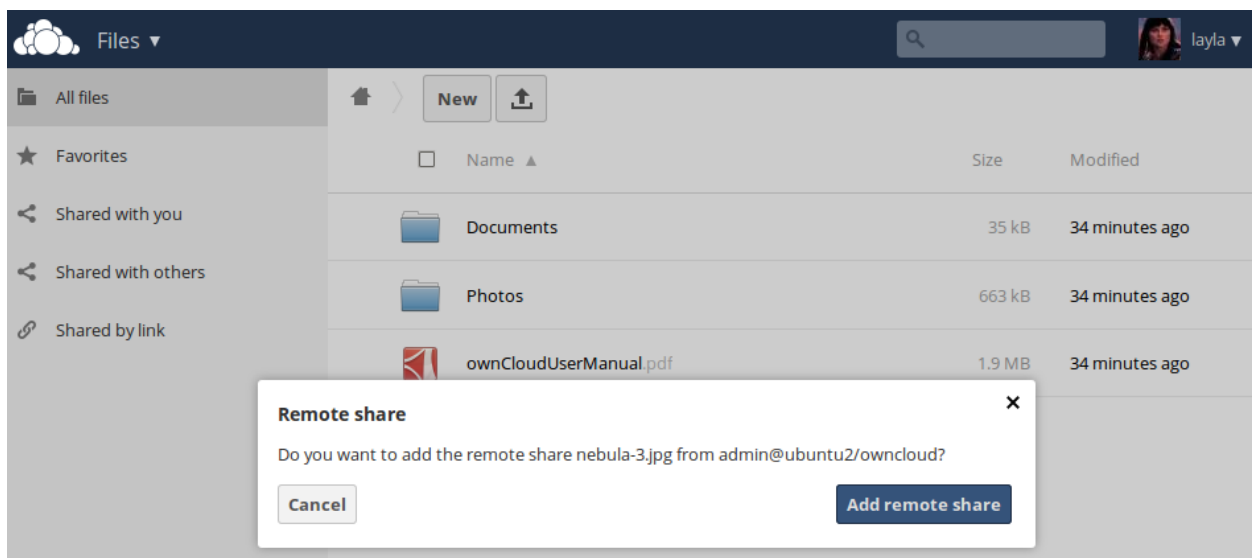 Files ▾
layla ▾
All files
Favorites
Shared with you
Shared with others
Shared by link
New
Name ▲ Size Modified
Documents 35 kB 34 minutes ago
Photos 663 kB 34 minutes ago
ownCloudUserManual.pdf 1.9 MB 34 minutes ago
Remote share
Do you want to add the remote share nebula-3.jpg from admin@ubuntu2/owncloud?
Cancel Add remote share